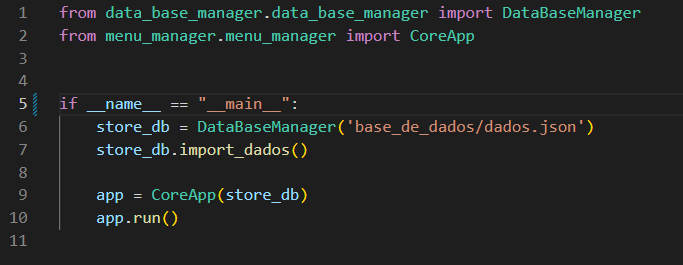 1 from data_base_manager.data_base_manager import DataBaseManager
2 from menu_manager.menu_manager import CoreApp
3
4
5 if __name__ == "__main__":
6     store_db = DataBaseManager('base_de_dados/dados.json')
7     store_db.import_dados()
8
9     app = CoreApp(store_db)
10     app.run()
11